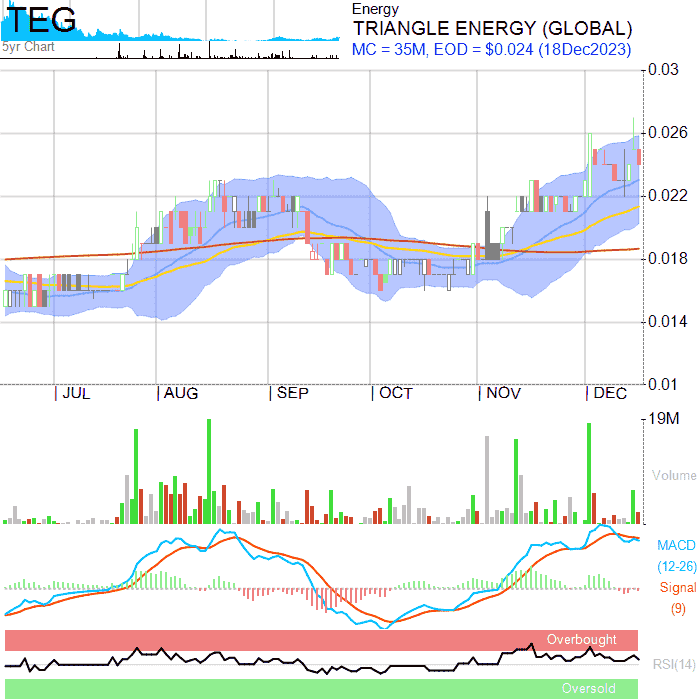 TEG
5yr Chart
Energy
TRIANGLE ENERGY (GLOBAL)
MC = 35M, EOD = $0.024 (18Dec2023)
0.03
0.026
0.022
0.018
0.014
0.01
JUL AUG SEP OCT NOV DEC
19M
Volume
MACD
(12-26)
Signal
(9)
Overbought
RSI(14)
Oversold